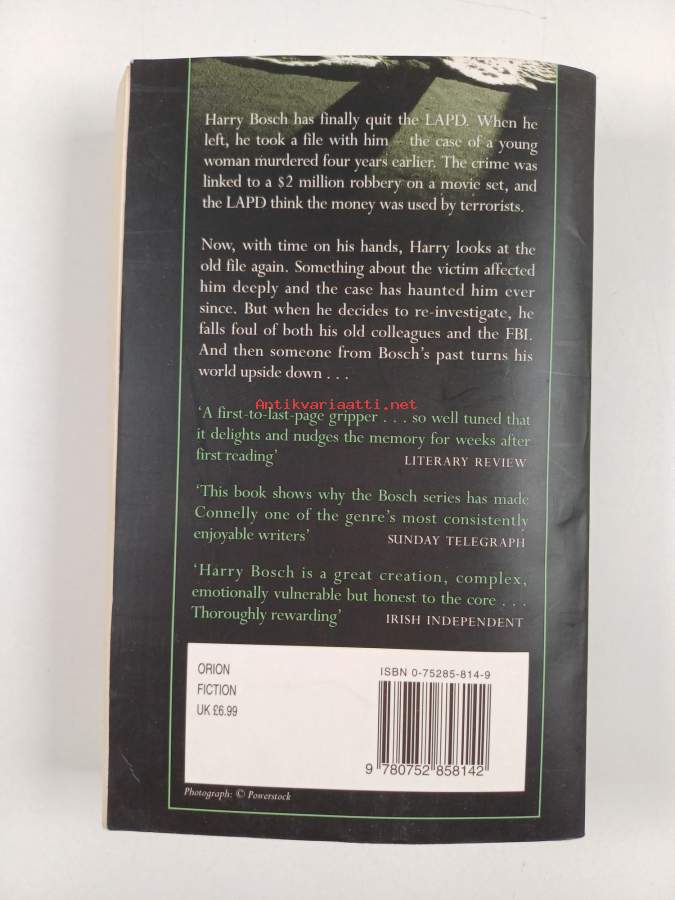 Harry Bosch has finally quit the LAPD. When he
left, he took a file with him – the case of a young
woman murdered four years earlier. The crime was
linked to a $2 million robbery on a movie set, and
the LAPD think the money was used by terrorists.
Now, with time on his hands, Harry looks at the
old file again. Something about the victim affected
him deeply and the case has haunted him ever
since. But when he decides to re-investigate, he
falls foul of both his old colleagues and the FBI.
And then someone from Bosch's past turns his
world upside down . . .
Antikvariaatti.net
'A first-to-last-page gripper . . . so well tuned that
it delights and nudges the memory for weeks after
first reading' LITERARY REVIEW
'This book shows why the Bosch series has made
Connelly one of the genre's most consistently
enjoyable writers' SUNDAY TELEGRAPH
'Harry Bosch is a great creation, complex,
emotionally vulnerable but honest to the core . . .
Thoroughly rewarding' IRISH INDEPENDENT
ORION
FICTION
UK £6.99
ISBN 0-75285-814-9
9 780752 858142
Photograph: © Powerstock